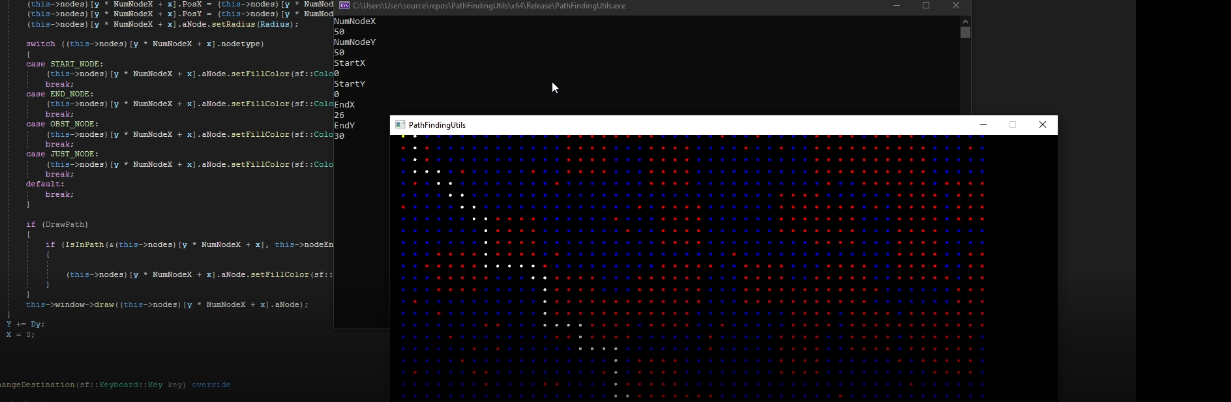 (this->nodes)[y * NumNodeX + x].PosX = (this->nodes)[y * Num
(this->nodes)[y * NumNodeX + x].PosY = (this->nodes)[y * Num
(this->nodes)[y * NumNodeX + x].aNode.setRadius(Radius);
switch ((this->nodes)[y * NumNodeX + x].nodetype)
{
case START_NODE:
(this->nodes)[y * NumNodeX + x].aNode.setFillColor(sf::Colo
break;
case END_NODE:
(this->nodes)[y * NumNodeX + x].aNode.setFillColor(sf::Colo
break;
case OBST_NODE:
(this->nodes)[y * NumNodeX + x].aNode.setFillColor(sf::Colo
break;
case JUST_NODE:
(this->nodes)[y * NumNodeX + x].aNode.setFillColor(sf::Colo
break;
default:
break;
}
if (DrawPath)
{
if (IsInPath(&(this->nodes)[y * NumNodeX + x], this->nodeEn
{
(this->nodes)[y * NumNodeX + x].aNode.setFillColor(sf::
}
}
this->window->draw((this->nodes)[y * NumNodeX + x].aNode);
}
Y += Dy;
X = 0;
angeDestination(sf::Keyboard::Key key) override
C:\Users\User\source\repos\PathFindingUtils\x64\Release\PathFindingUtils.exe
NumNodeX
50
NumNodeY
50
StartX
0
StartY
0
EndX
26
EndY
30
PathFindingUtils